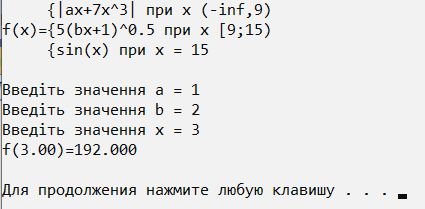 {|ax+7x^3| при x (-inf,9)
f(x)={5(bx+1)^0.5 при x [9;15)
{sin(x) при x = 15
Введіть значення a = 1
Введіть значення b = 2
Введіть значення x = 3
f(3.00)=192.000
Для продолжения нажмите любую клавишу . . .